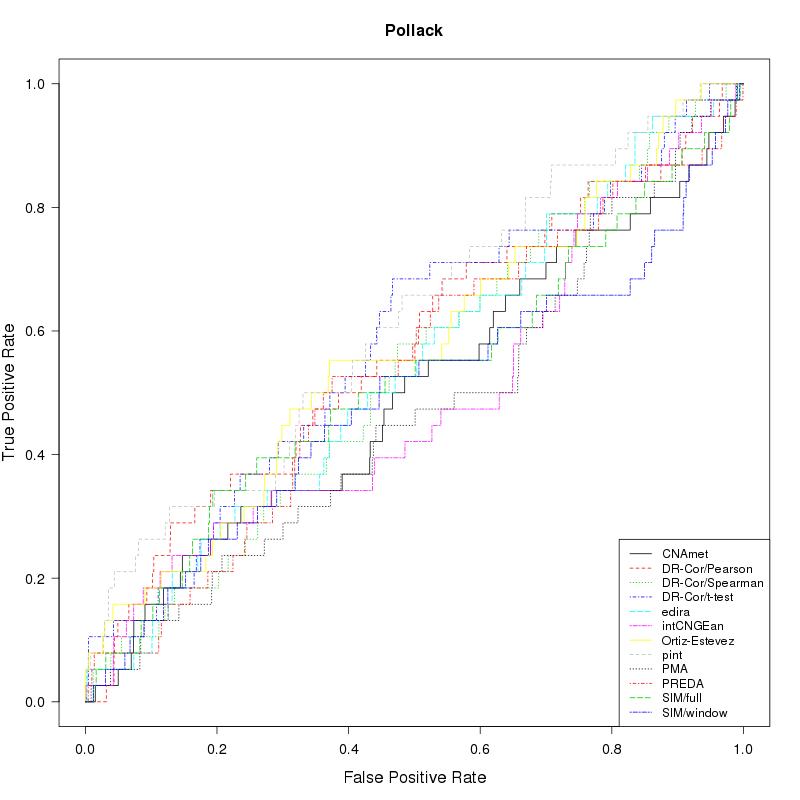 Pollack
True Positive Rate
1.0
0.8
0.6
0.4
0.2
0.0
CNAmet
DR-Cor/Pearson
DR-Cor/Spearman
DR-Cor/t-test
edira
intCNGEan
Ortiz-Estevez
pint
PMA
PREDA
SIM/full
SIM/window
0.0 0.2 0.4 0.6 0.8 1.0
False Positive Rate